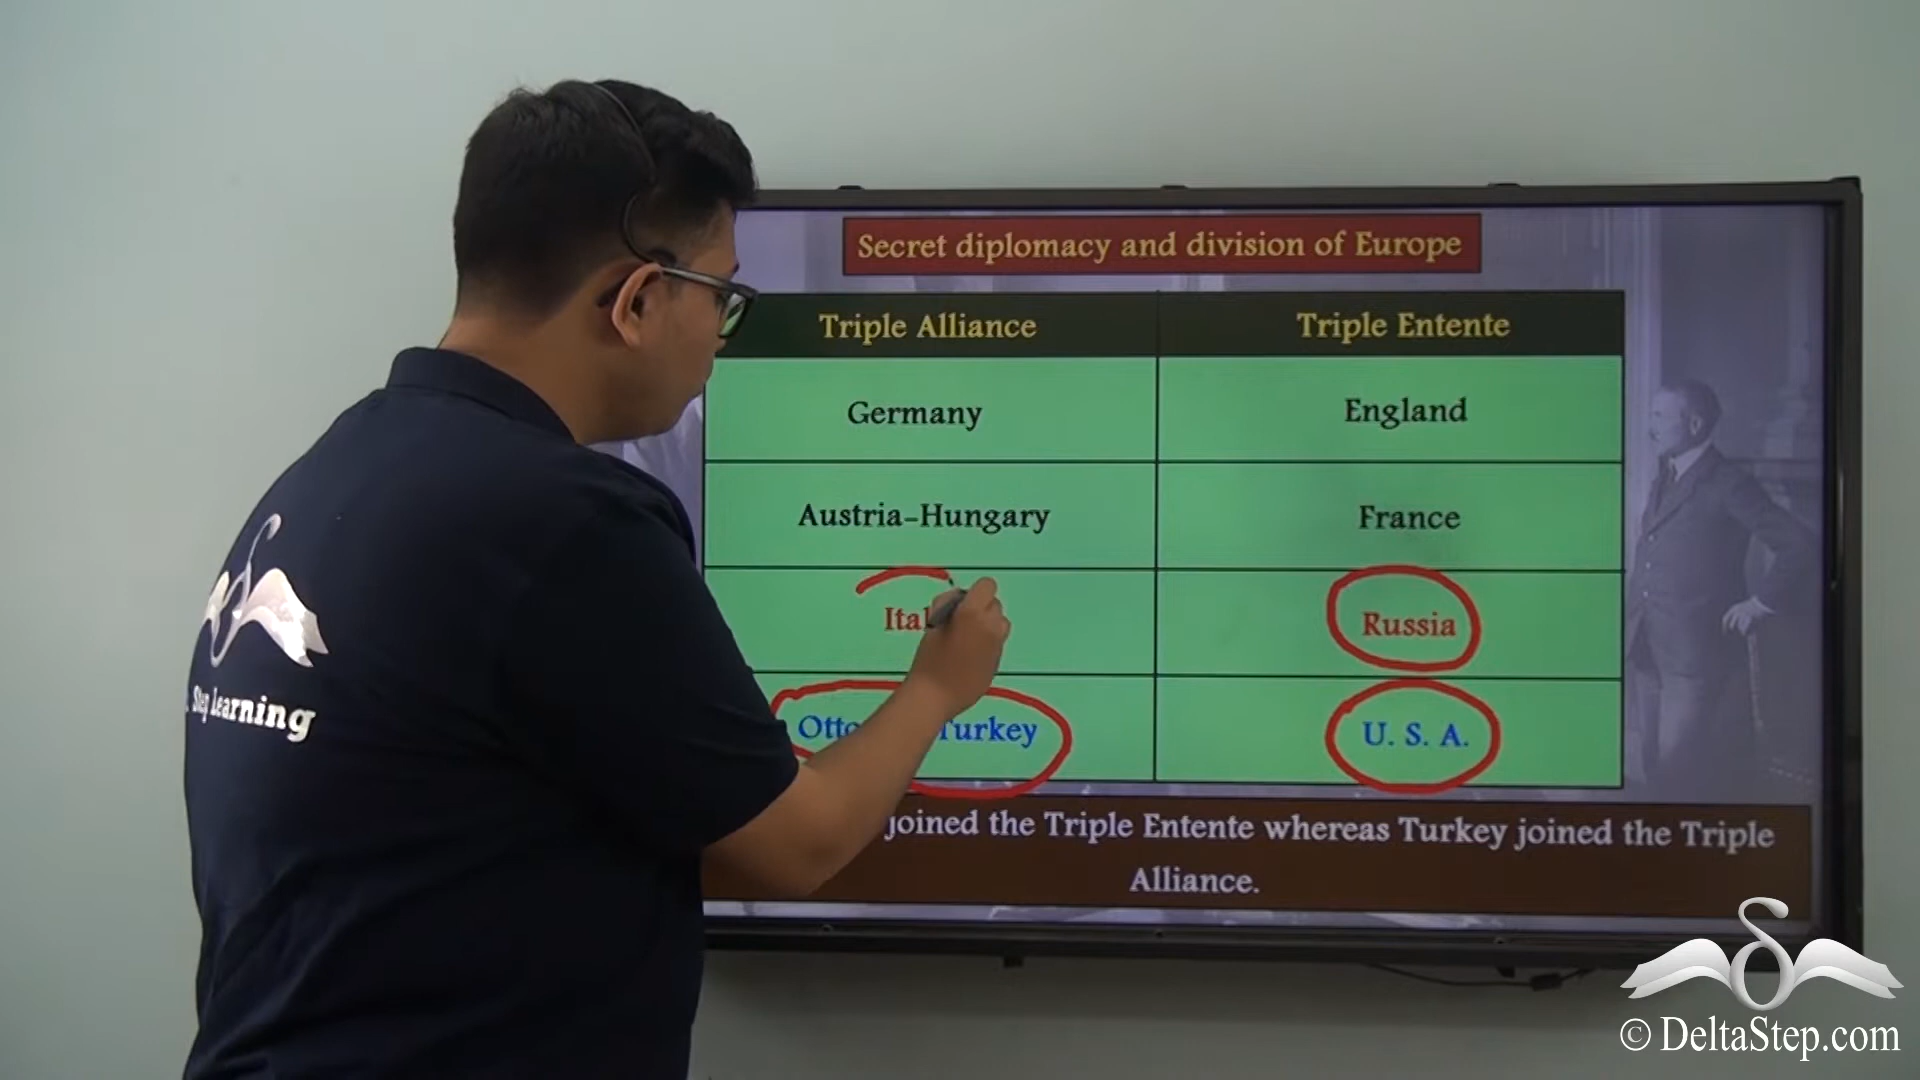 Secret diplomacy and division of Europe
Triple Alliance
Triple Entente
Germany
England
Austria-Hungary
France
Russia
Turkey
U. S. A.
joined the Triple Entente whereas Turkey joined the Triple
Alliance.
Step Learning
© DeltaStep.com